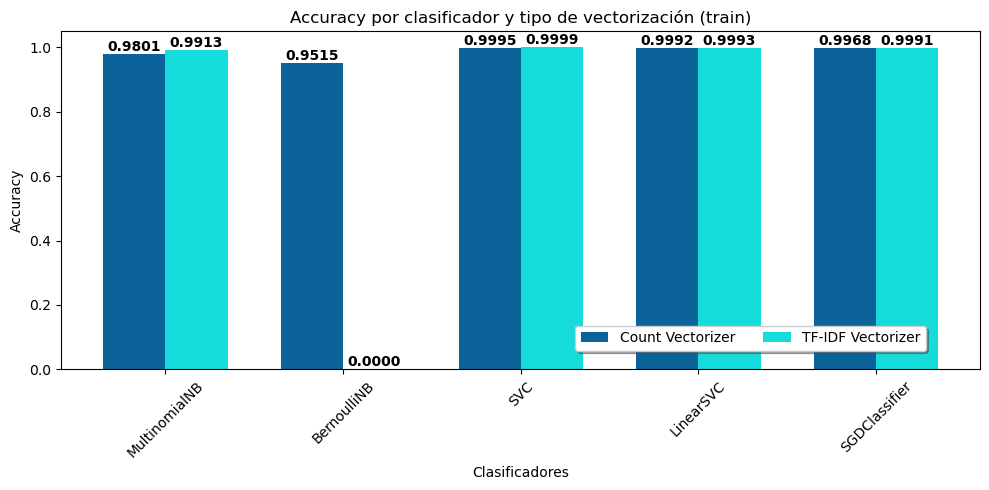 Accuracy por clasificador y tipo de vectorización (train)
Accuracy
1.0
0.8
0.6
0.4
0.2
0.0
0.9801
0.9913
0.9515
0.0000
0.9995
0.9999
0.9992
0.9993
0.9968
0.9991
Count Vectorizer
TF-IDF Vectorizer
MultinomialNB
BernoulliNB
SVC
LinearSVC
SGDClassifier
Clasificadores